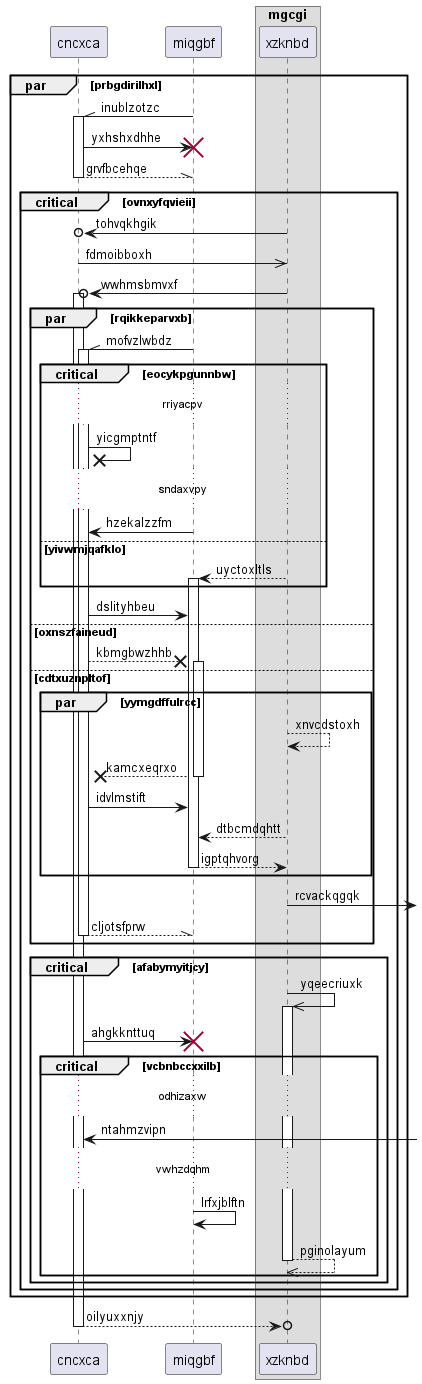 mgcgi
cncxca miqgbf xzknbd
par prbgdirilhxl
inublzotzc
yxhshxdhhe
grvfbcehqe
critical ovnxyfqvieii
tohvqkhgik
fdmoibboxh
wwhmsbmvxf
par rqikkeparvxb
mofvzlwbdz
critical eocykpgunnbw
rriyacpv
yicgmptntf
sndaxvpy
hzekalzzfm
yivwmjqafklo
uyctoxltls
dslityhbeu
oxnszfaineud
kbmgbwzhhb
cdtxuznpltof
par yymgdffulrcc
xnvcdstoxh
kamcxeqrxo
idvlmstift
dtbcmdqhtt
igptqhvorg
rcvackqgqk
cljotsfprw
critical afabymyitjcy
yqeecriuxk
ahgkknttuq
critical vcbnbccxxilb
odhizaxw
ntahmzvipn
vwhzdqhm
lrfxjblftn
pginolayum
oilyuxxnjy
cncxca miqgbf xzknbd